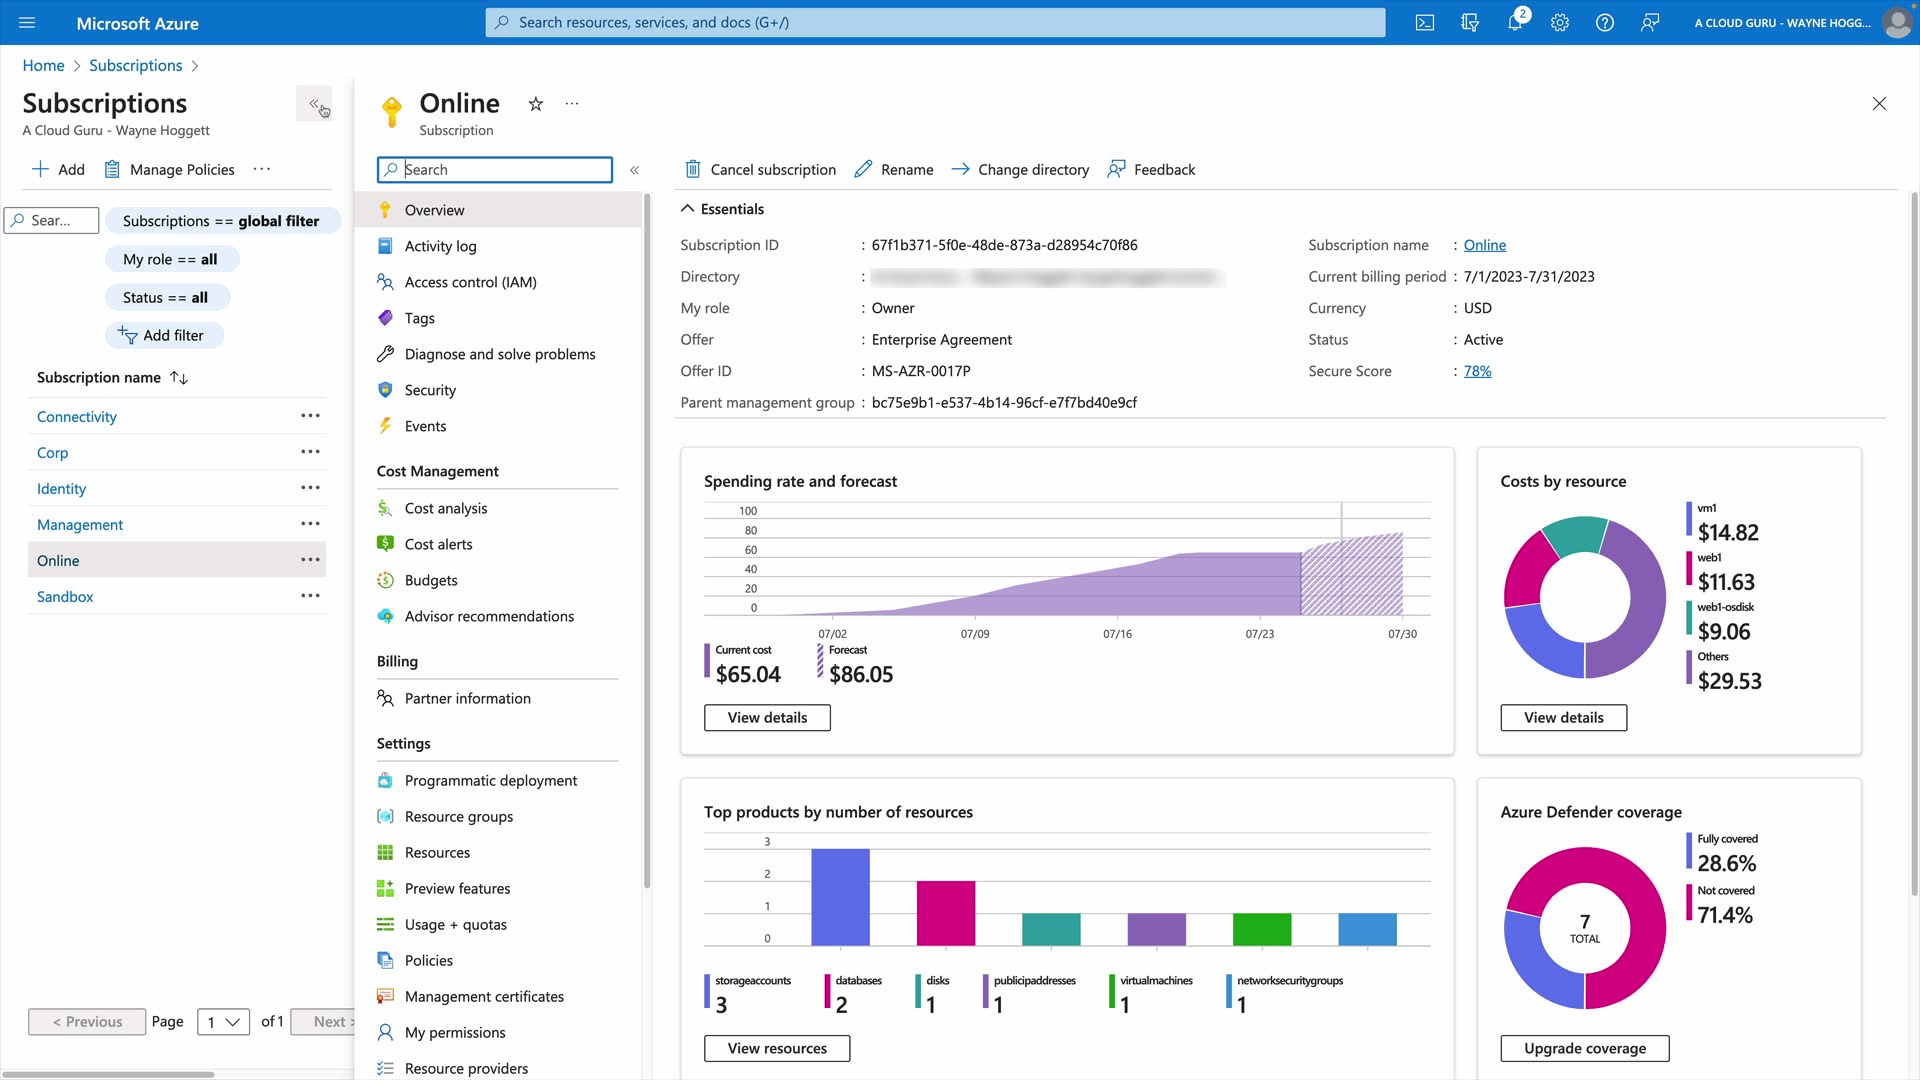 Microsoft Azure
Search resources, services, and docs (G+/)
2
A CLOUD GURU - WAYNE HOGG...
Home > Subscriptions >
Subscriptions
A Cloud Guru - Wayne Hoggett
Add
Manage Policies
...
Sear...
Subscriptions == global filter
My role == all
Status == all
Add filter
Subscription name
Connectivity
Corp
Identity
Management
Online
Sandbox
< Previous
Page
1
of 1
Next >
Online
Subscription
Search
Overview
Activity log
Access control (IAM)
Tags
Diagnose and solve problems
Security
Events
Cost Management
Cost analysis
Cost alerts
Budgets
Advisor recommendations
Billing
Partner information
Settings
Programmatic deployment
Resource groups
Resources
Preview features
Usage + quotas
Policies
Management certificates
My permissions
Resource providers
Cancel subscription
Rename
Change directory
Feedback
Essentials
Subscription ID : 67f1b371-5f0e-48de-873a-d28954c70f86
Directory :
My role : Owner
Offer : Enterprise Agreement
Offer ID : MS-AZR-0017P
Parent management group : bc75e9b1-e537-4b14-96cf-e7f7bd40e9cf
Subscription name : Online
Current billing period : 7/1/2023-7/31/2023
Currency : USD
Status : Active
Secure Score : 78%
Spending rate and forecast
100
80
60
40
20
0
07/02
07/09
07/16
07/23
07/30
Current cost
$65.04
Forecast
$86.05
View details
Costs by resource
vm1
$14.82
web1
$11.63
web1-osdisk
$9.06
Others
$29.53
View details
Top products by number of resources
3
2
1
0
storageaccounts
3
databases
2
disks
1
publicipaddresses
1
virtualmachines
1
networksecuritygroups
1
View resources
Azure Defender coverage
7
TOTAL
Fully covered
28.6%
Not covered
71.4%
Upgrade coverage